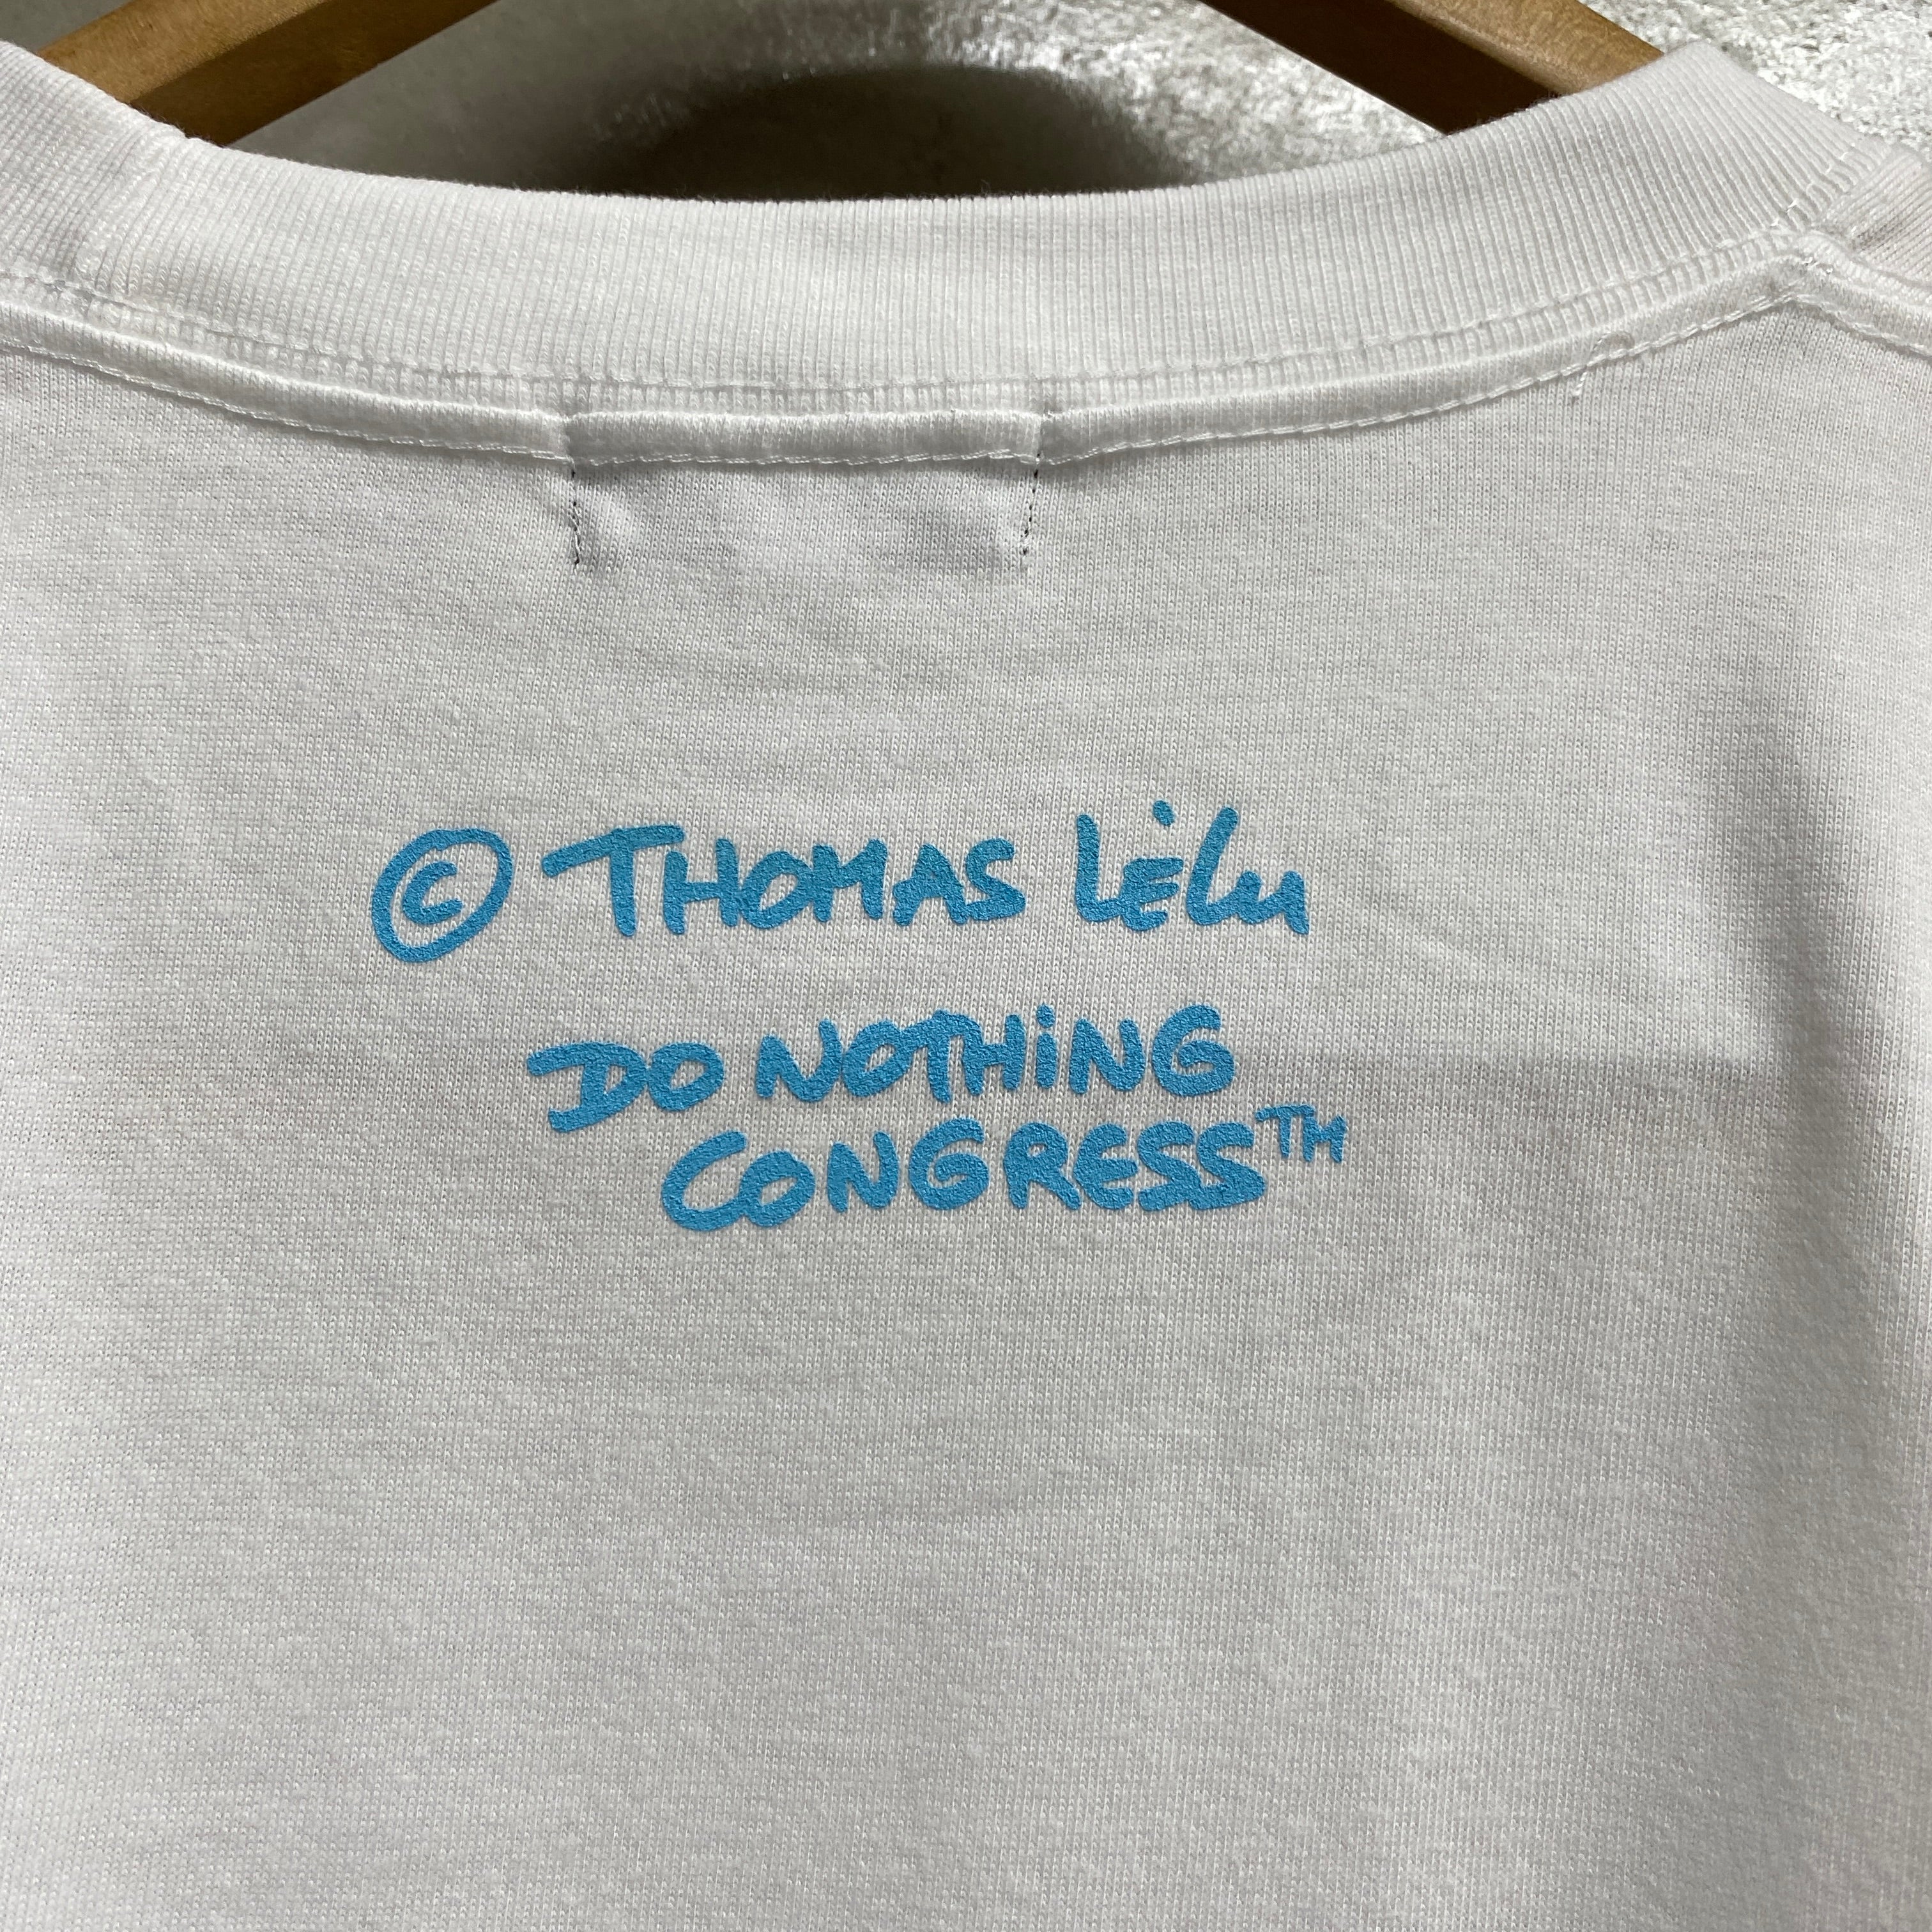 © THOMAS LéLu
DO NOTHiNG
CONGRESS™